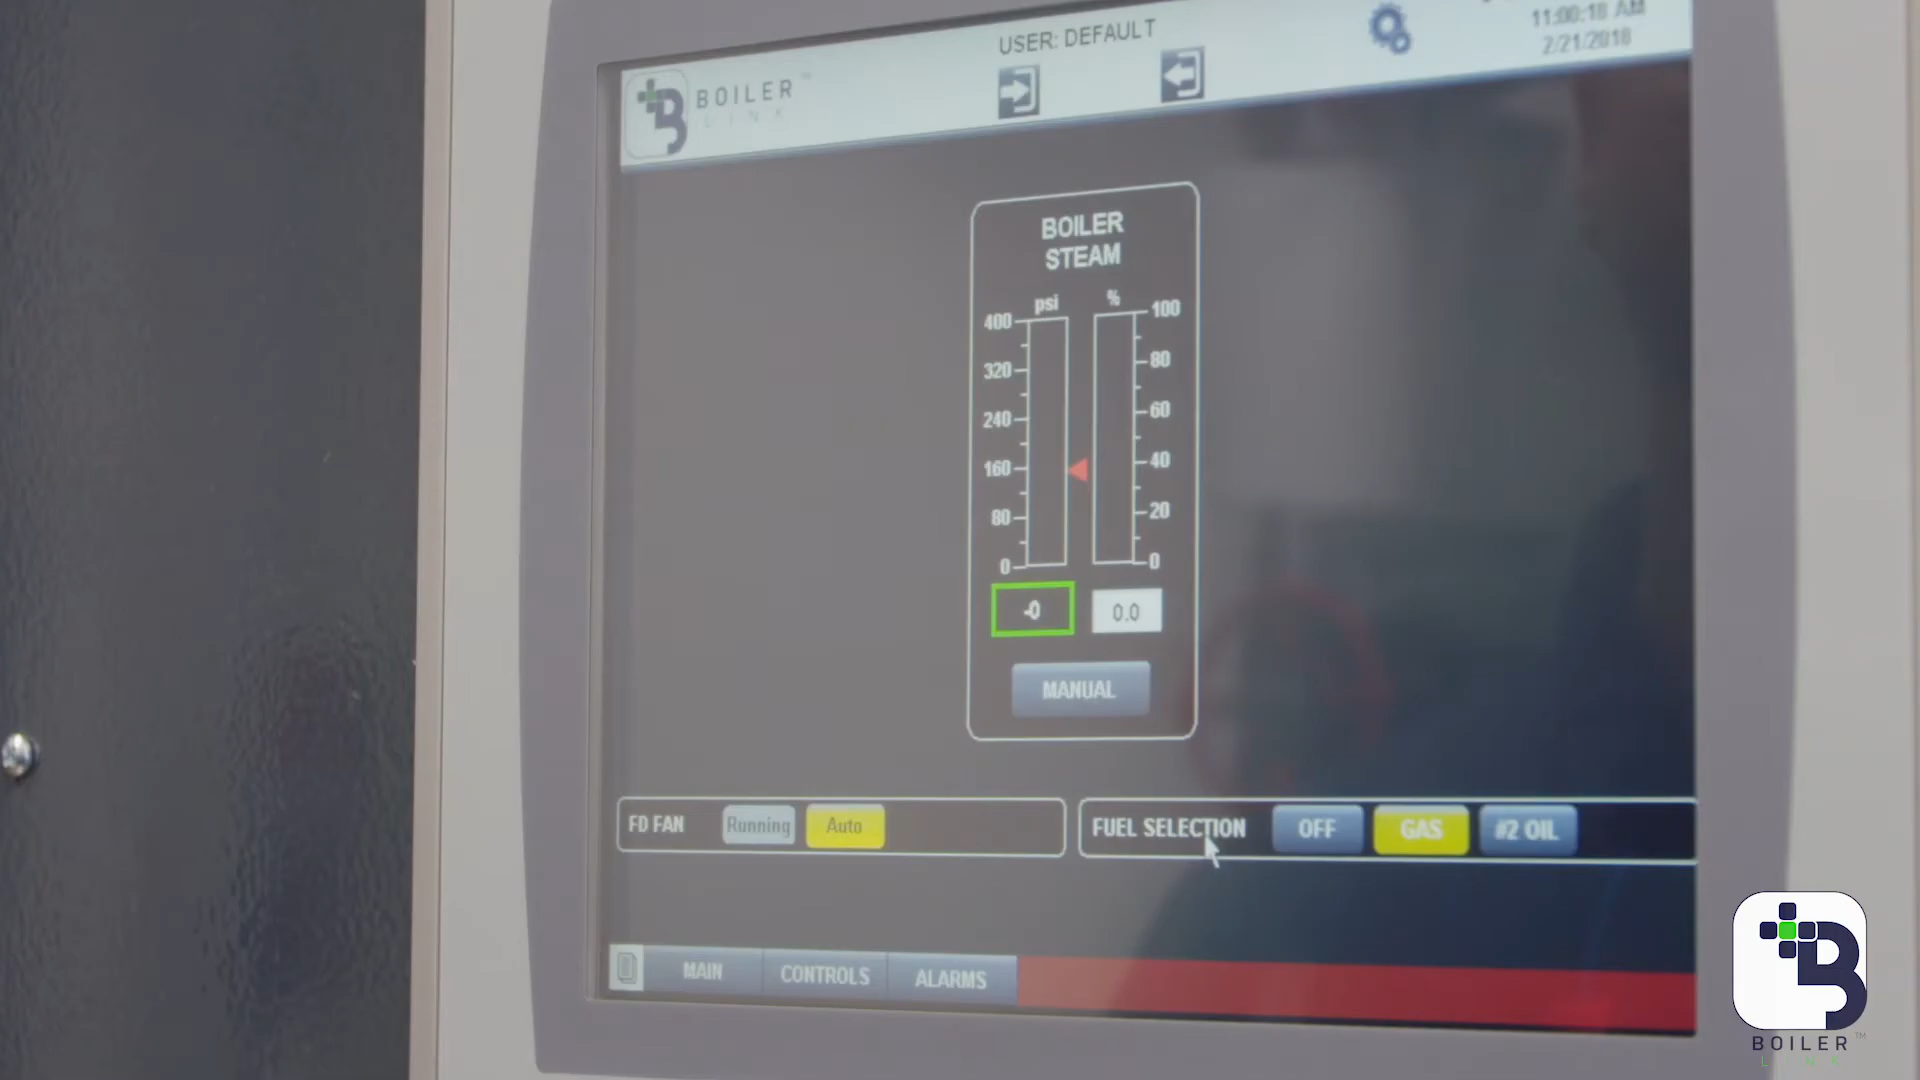 USER: DEFAULT
11:00:18 AM
2/21/2018
BOILER
LINK
BOILER
STEAM
psi %
400 100
320 80
240 60
160 40
80 20
0 0
-0 0.0
MANUAL
FD FAN Running Auto
FUEL SELECTION OFF GAS #2 OIL
MAIN CONTROLS ALARMS
B
BOILER™
LINK